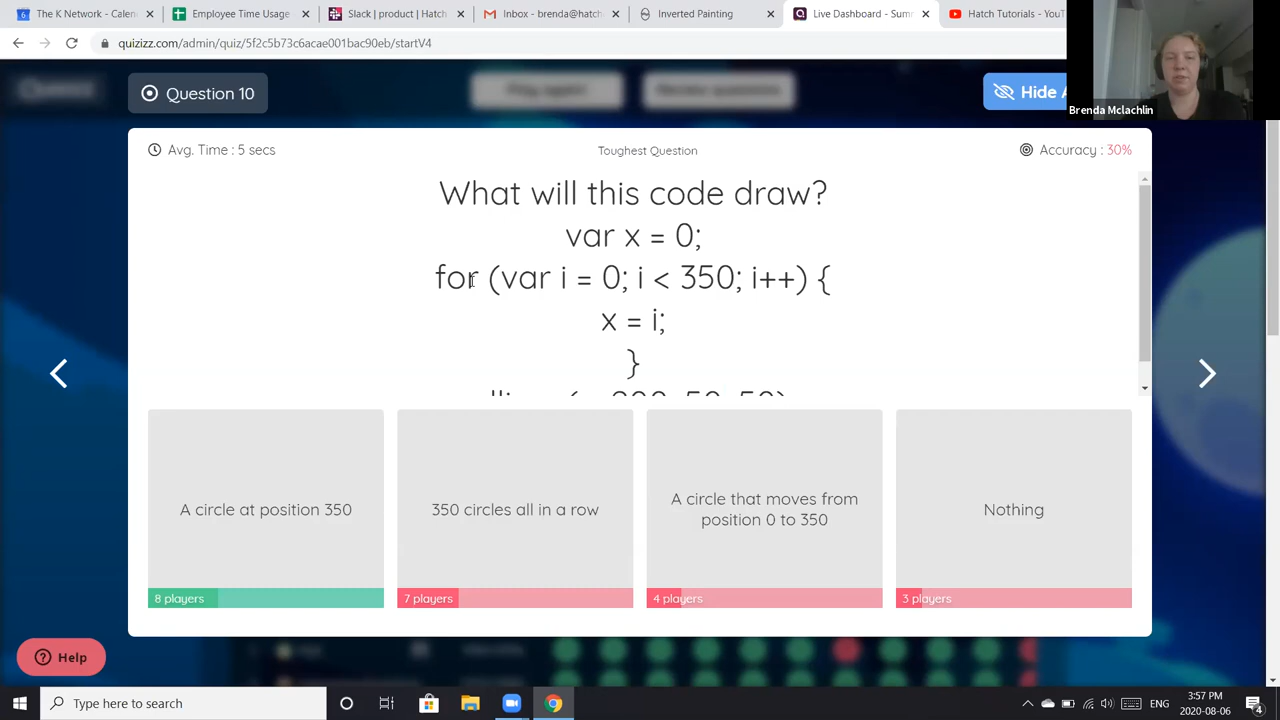 The K Network - Calen
Employee Time Usage
Slack | product | Hatch
Inbox - brenda@hatch
Inverted Painting
Live Dashboard - Sum
Hatch Tutorials - YouT
quizizz.com/admin/quiz/5f2c5b73c6acae001bac90eb/startV4
Brenda Mclachlin
Question 10
Hide A
Avg. Time : 5 secs
Toughest Question
Accuracy : 30%
What will this code draw?
var x = 0;
for (var i = 0; i < 350; i++) {
x = i;
}
A circle at position 350
350 circles all in a row
A circle that moves from
position 0 to 350
Nothing
8 players
7 players
4 players
3 players
Help
Type here to search
ENG
3:57 PM
2020-08-06
4